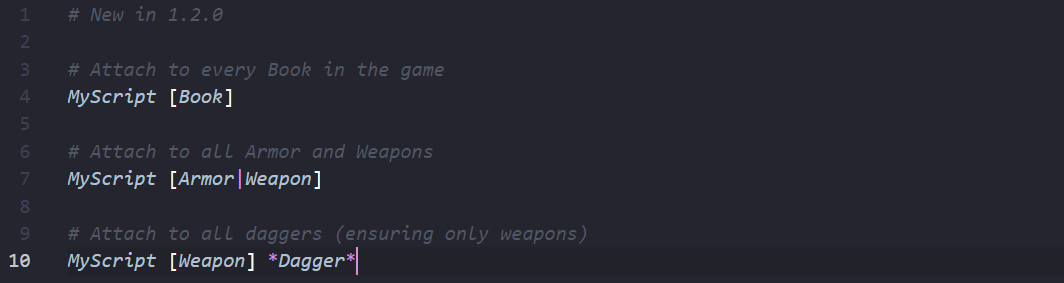 1 # New in 1.2.0
2
3 # Attach to every Book in the game
4 MyScript [Book]
5
6 # Attach to all Armor and Weapons
7 MyScript [Armor|Weapon]
8
9 # Attach to all daggers (ensuring only weapons)
10 MyScript [Weapon] *Dagger*